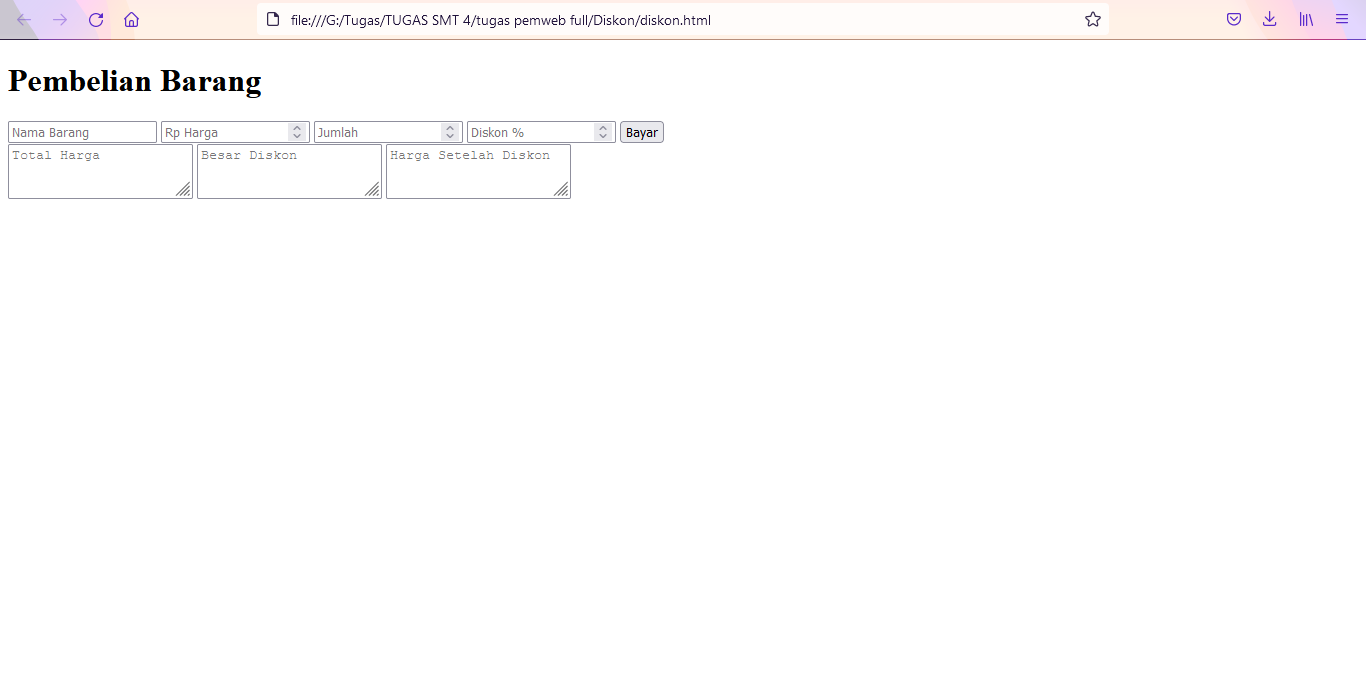 file:///G:/Tugas/TUGAS SMT 4/tugas pemweb full/Diskon/diskon.html
Pembelian Barang
Nama Barang Rp Harga Jumlah Diskon % Bayar
Total Harga Besar Diskon Harga Setelah Diskon